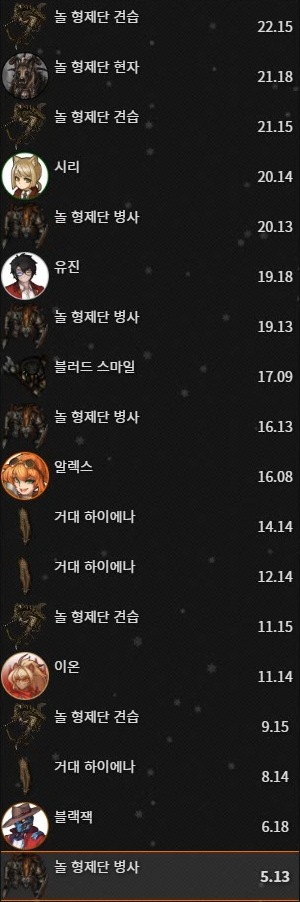 놀 형제단 견습 22.15
놀 형제단 현자 21.18
놀 형제단 견습 21.15
시리 20.14
놀 형제단 병사 20.13
유진 19.18
놀 형제단 병사 19.13
블러드 스마일 17.09
놀 형제단 병사 16.13
알렉스 16.08
거대 하이에나 14.14
거대 하이에나 12.14
놀 형제단 견습 11.15
이온 11.14
놀 형제단 견습 9.15
거대 하이에나 8.14
블랙잭 6.18
놀 형제단 병사 5.13